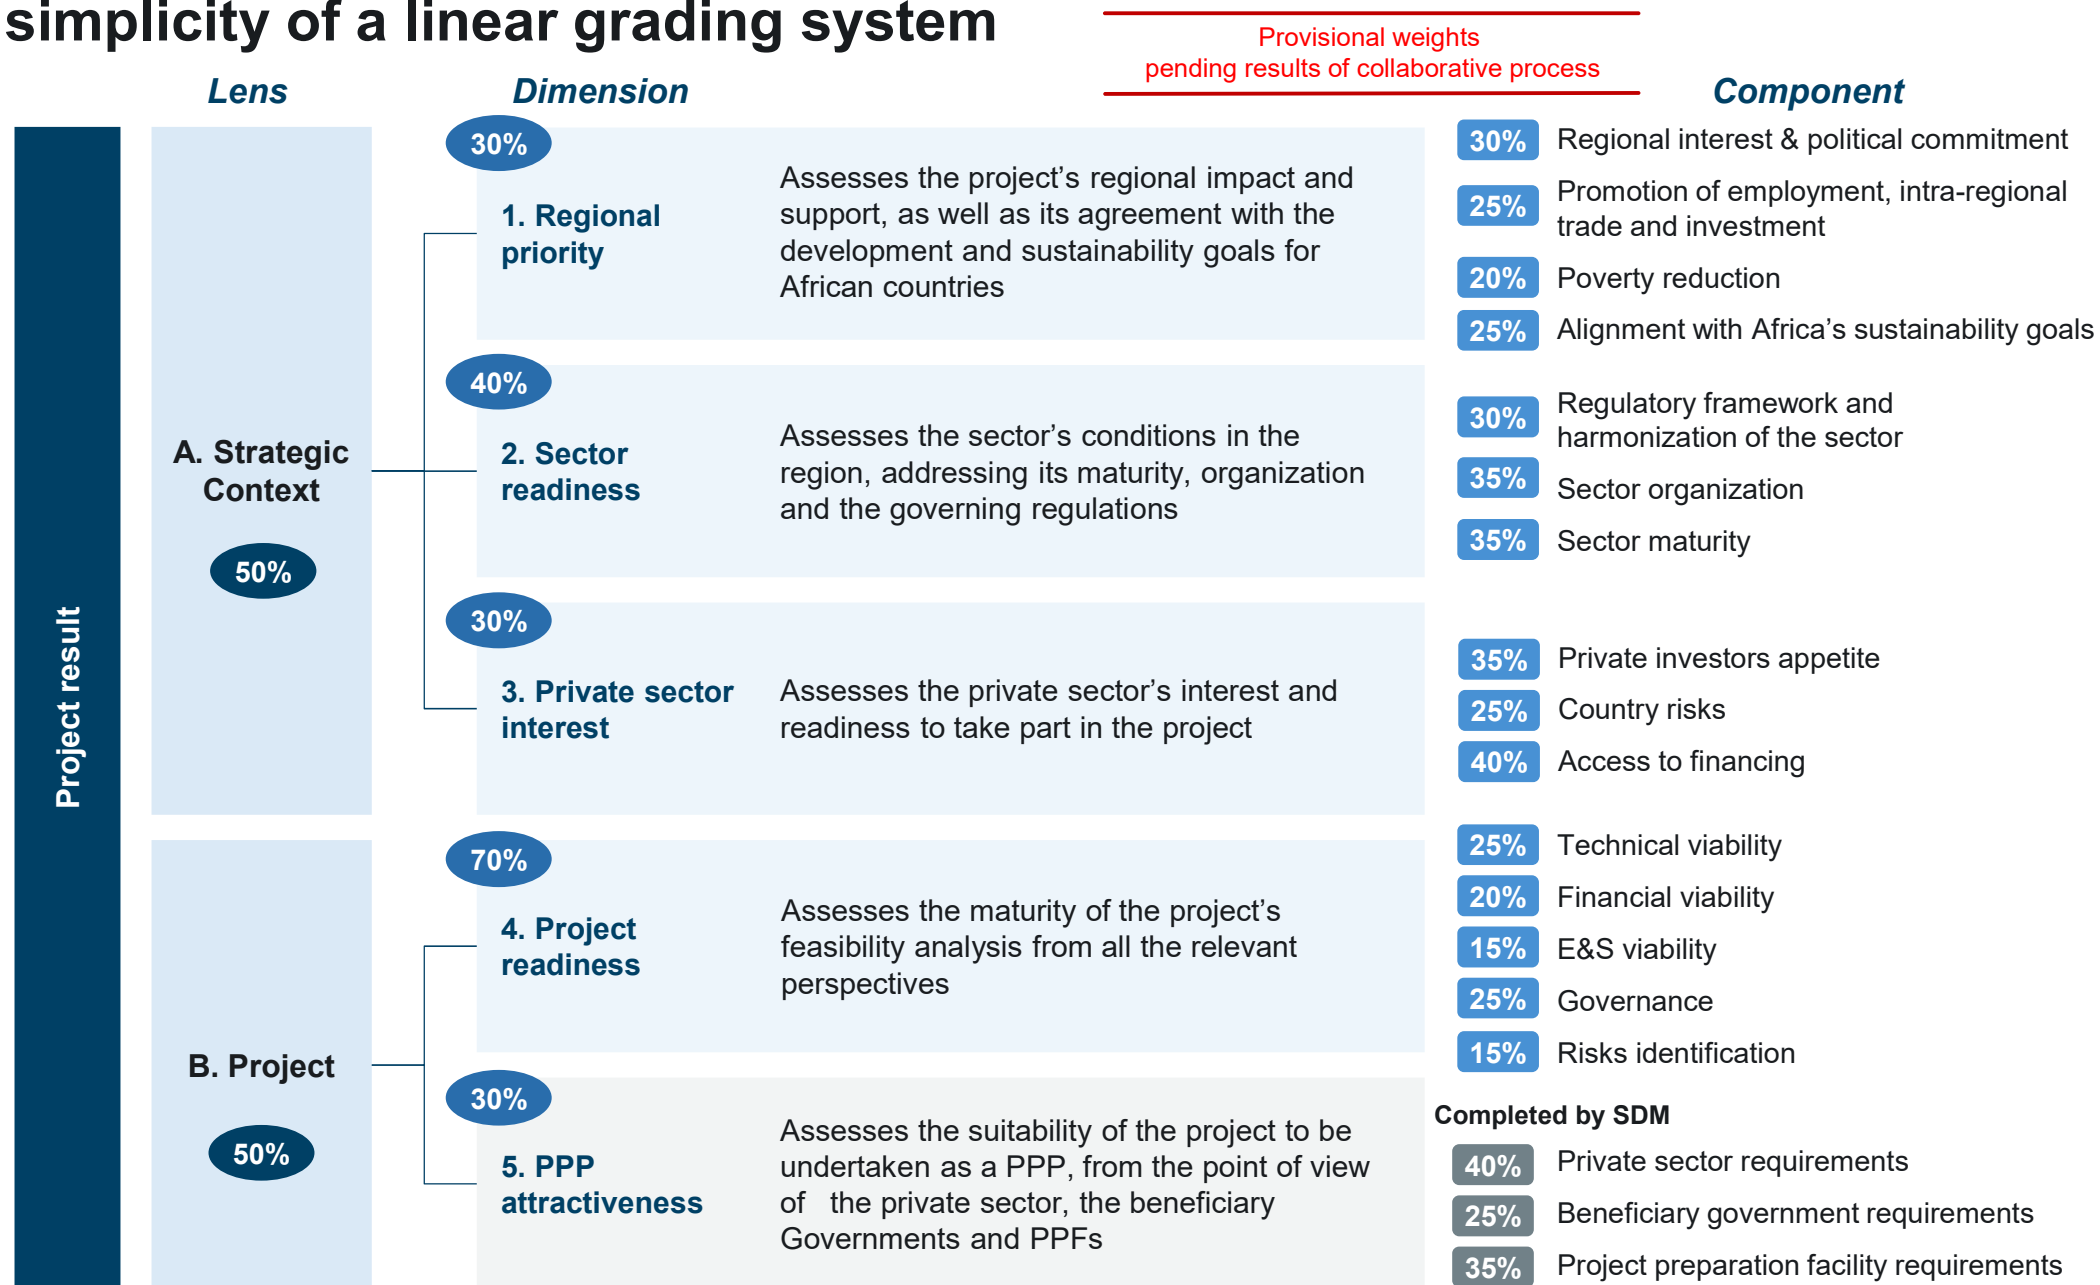 simplicity of a linear grading system
Provisional weights
pending results of collaborative process
Lens
Dimension
Component
Project result
A. Strategic
Context
50%
30%
1. Regional
priority
Assesses the project’s regional impact and
support, as well as its agreement with the
development and sustainability goals for
African countries
30%
Regional interest & political commitment
25%
Promotion of employment, intra-regional
trade and investment
20%
Poverty reduction
25%
Alignment with Africa’s sustainability goals
40%
2. Sector
readiness
Assesses the sector’s conditions in the
region, addressing its maturity, organization
and the governing regulations
30%
Regulatory framework and
harmonization of the sector
35%
Sector organization
35%
Sector maturity
30%
3. Private sector
interest
Assesses the private sector’s interest and
readiness to take part in the project
35%
Private investors appetite
25%
Country risks
40%
Access to financing
B. Project
50%
70%
4. Project
readiness
Assesses the maturity of the project’s
feasibility analysis from all the relevant
perspectives
25%
Technical viability
20%
Financial viability
15%
E&S viability
25%
Governance
15%
Risks identification
30%
5. PPP
attractiveness
Assesses the suitability of the project to be
undertaken as a PPP, from the point of view
of the private sector, the beneficiary
Governments and PPFs
Completed by SDM
40%
Private sector requirements
25%
Beneficiary government requirements
35%
Project preparation facility requirements